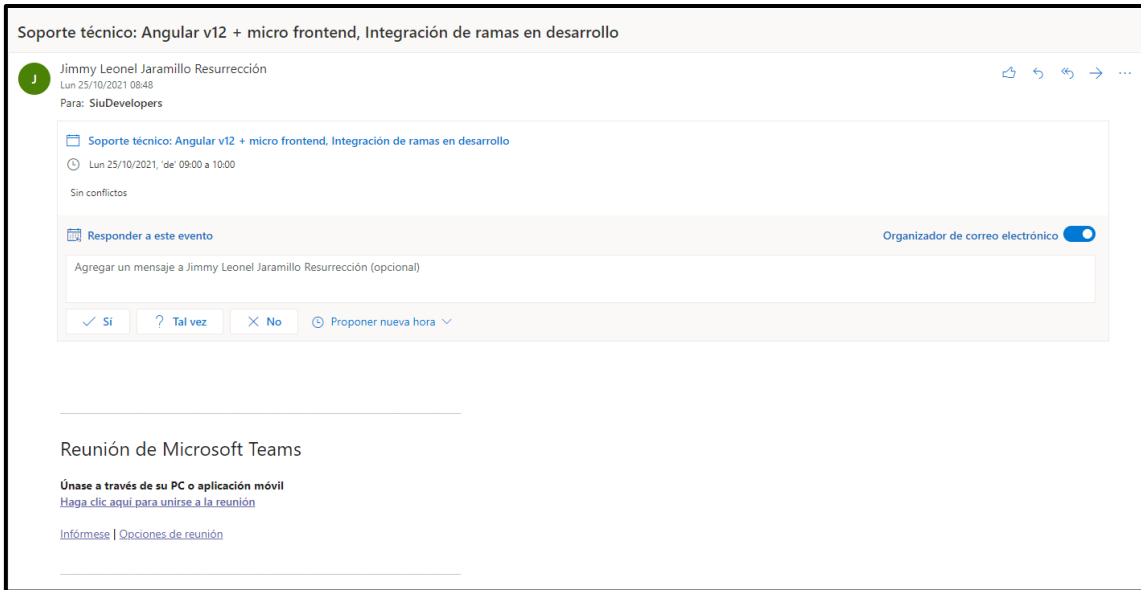 Soporte técnico: Angular v12 + micro frontend, Integración de ramas en desarrollo
J
Jimmy Leonel Jaramillo Resurrección
Lun 25/10/2021 08:48
Para: SiuDevelopers
Soporte técnico: Angular v12 + micro frontend, Integración de ramas en desarrollo
Lun 25/10/2021, 'de' 09:00 a 10:00
Sin conflictos
Responder a este evento
Organizador de correo electrónico
Agregar un mensaje a Jimmy Leonel Jaramillo Resurrección (opcional)
Sí ? Tal vez No Proponer nueva hora
Reunión de Microsoft Teams
Únase a través de su PC o aplicación móvil
Haga clic aquí para unirse a la reunión
Infórmese | Opciones de reunión